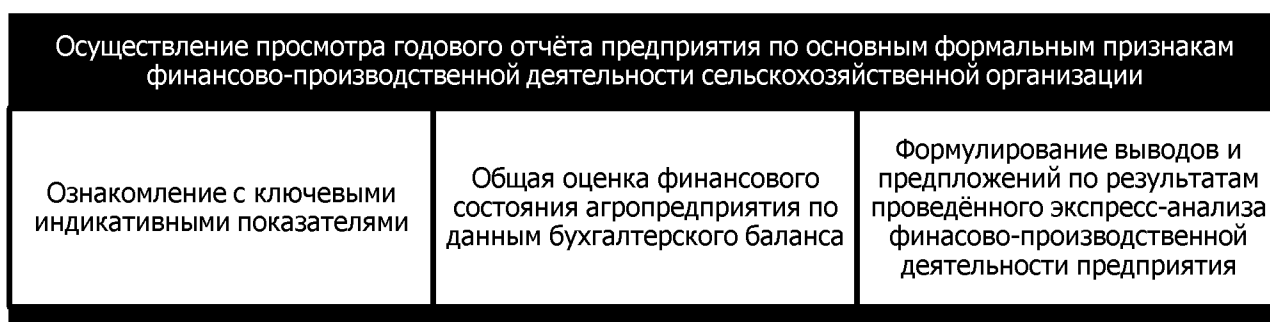 Осуществление просмотра годового отчёта предприятия по основным формальным признакам
финансово-производственной деятельности сельскохозяйственной организации
Ознакомление с ключевыми
индикативными показателями
Общая оценка финансового
состояния агропредприятия по
данным бухгалтерского баланса
Формулирование выводов и
предпложений по результатам
проведённого экспресс-анализа
финасово-производственной
деятельности предприятия